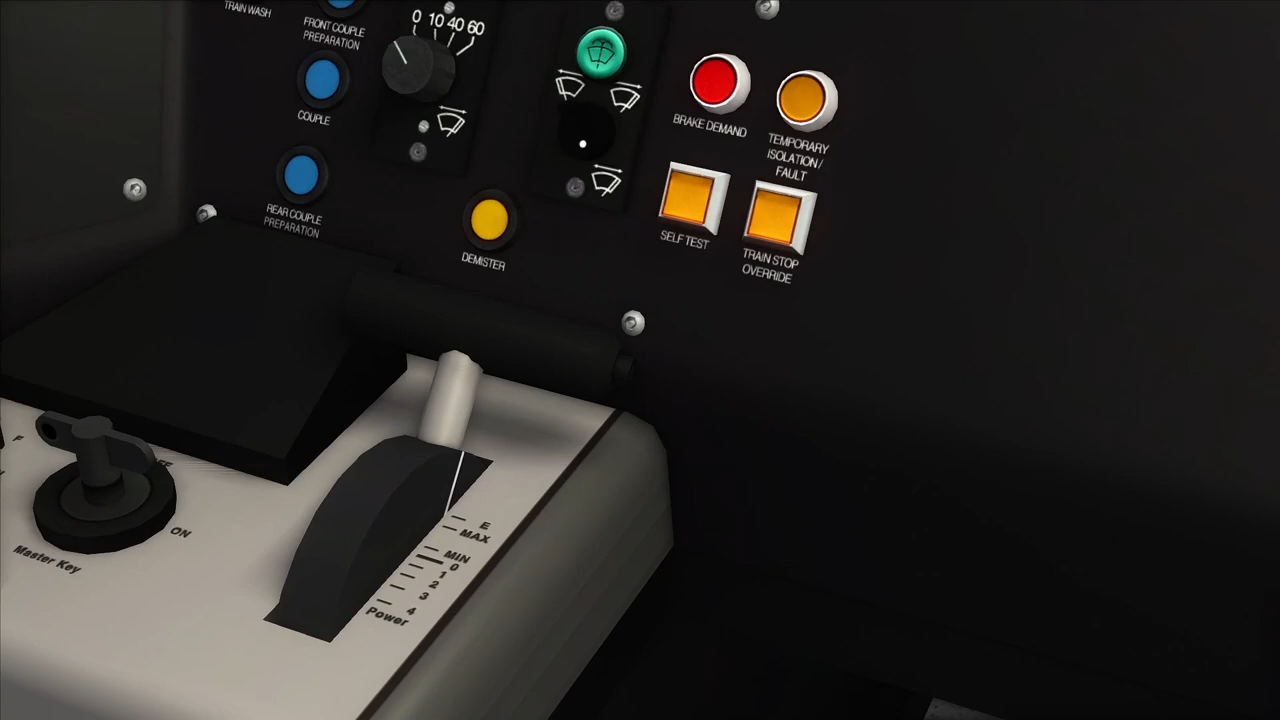 TRAIN WASH
FRONT COUPLE
PREPARATION
0 10 40 60
COUPLE
BRAKE DEMAND
TEMPORARY
ISOLATION/
FAULT
REAR COUPLE
PREPARATION
DEMISTER
SELF TEST
TRAIN STOP
OVERRIDE
F
ON
Master Key
E
MAX
MIN
0
1
2
3
4
Power